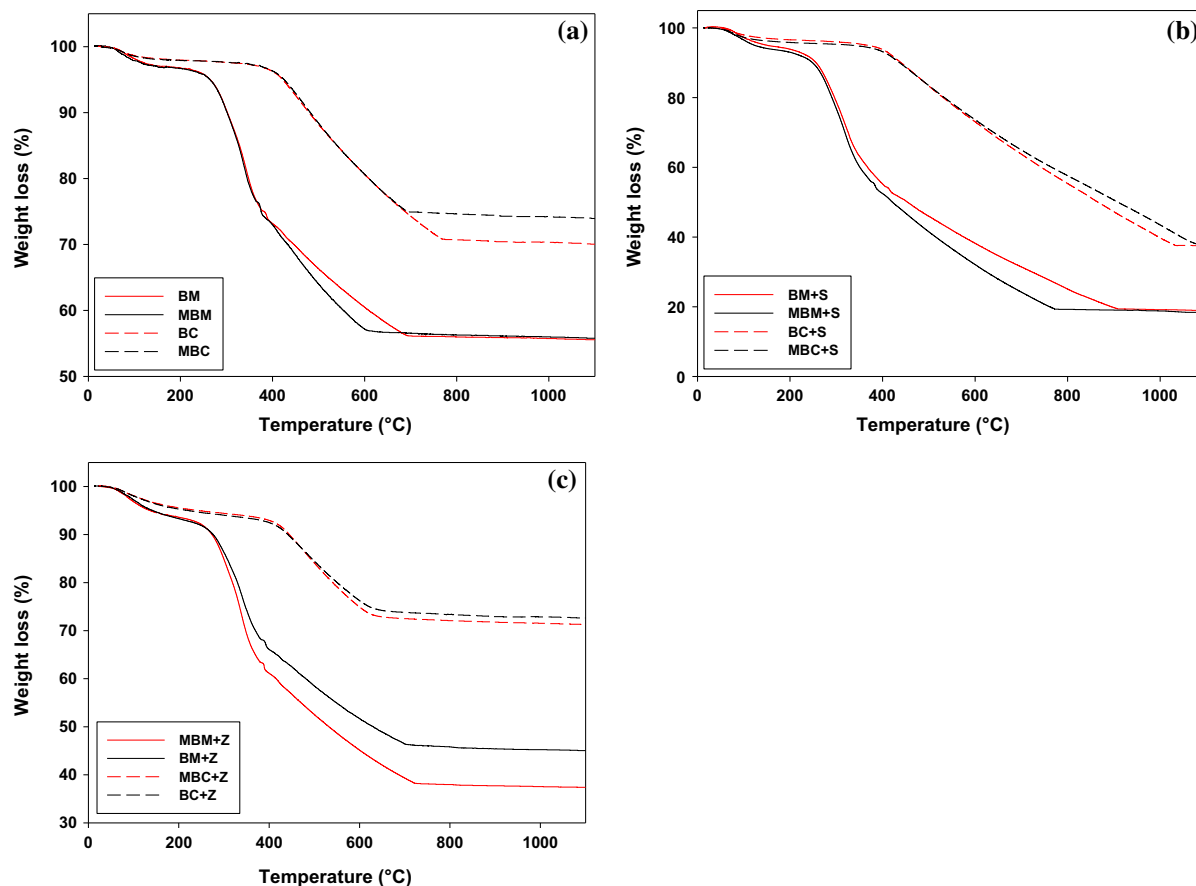 (a)
Weight loss (%)
100
90
80
70
60
50
BM
MBM
BC
MBC
0 200 400 600 800 1000
Temperature (°C)
(b)
Weight loss (%)
100
80
60
40
20
0
BM+S
MBM+S
BC+S
MBC+S
0 200 400 600 800 1000
Temperature (°C)
(c)
Weight loss (%)
100
90
80
70
60
50
40
30
MBM+Z
BM+Z
MBC+Z
BC+Z
0 200 400 600 800 1000
Temperature (°C)